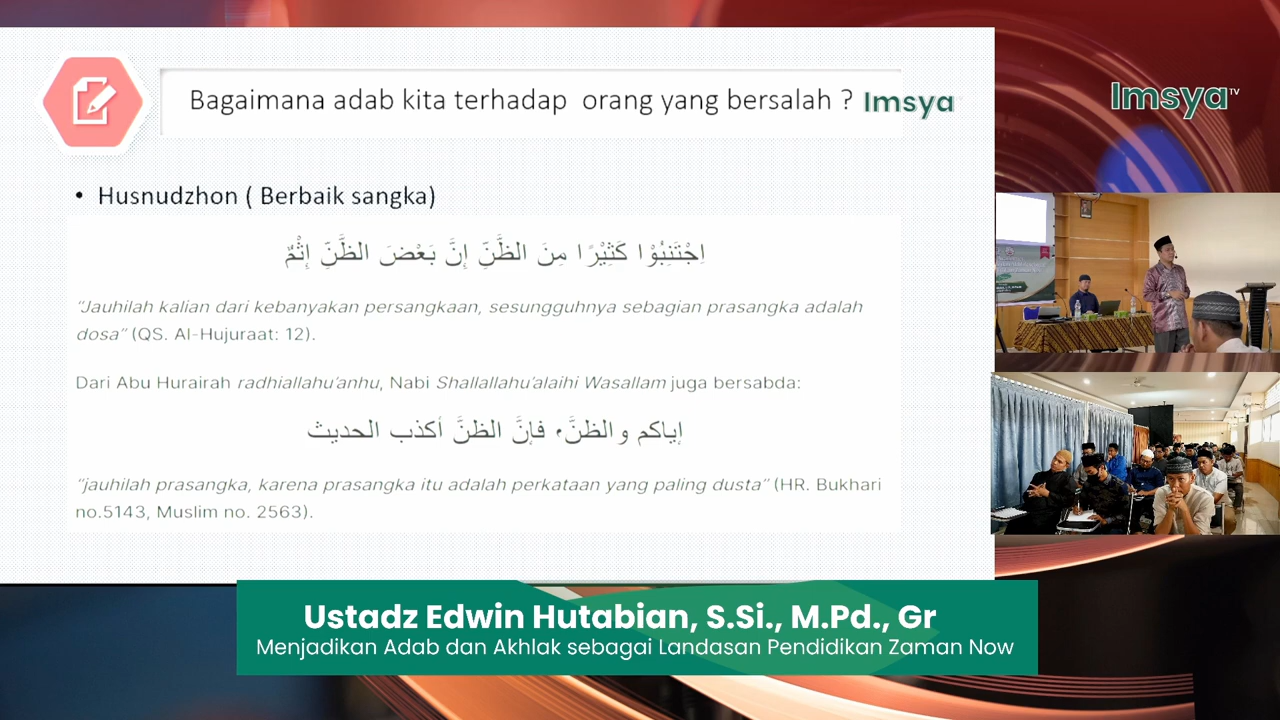 Bagaimana adab kita terhadap orang yang bersalah ?
Imsya
Imsya TV
• Husnudzhon ( Berbaik sangka)
اِجْتَنِبُوْا كَثِيْرًا مِنَ الظَّنِّ إِنَّ بَعْضَ الظَّنِّ إِثْمٌ
“Jauhilah kalian dari kebanyakan persangkaan, sesungguhnya sebagian prasangka adalah
dosa” (QS. Al-Hujuraat: 12).
Dari Abu Hurairah radhiallahu’anhu, Nabi Shallallahu’alaihi Wasallam juga bersabda:
إياكم والظنَّ، فإنَّ الظنَّ أكذب الحديث
“jauhilah prasangka, karena prasangka itu adalah perkataan yang paling dusta” (HR. Bukhari
no.5143, Muslim no. 2563).
Ustadz Edwin Hutabian, S.Si., M.Pd., Gr
Menjadikan Adab dan Akhlak sebagai Landasan Pendidikan Zaman Now